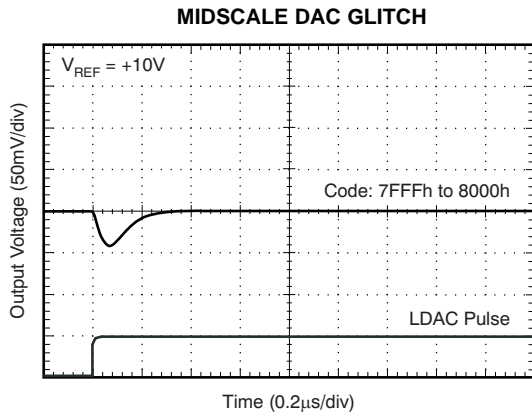 MIDSCALE DAC GLITCH
V_REF = +10V
Output Voltage (50mV/div)
Code: 7FFFh to 8000h
LDAC Pulse
Time (0.2µs/div)